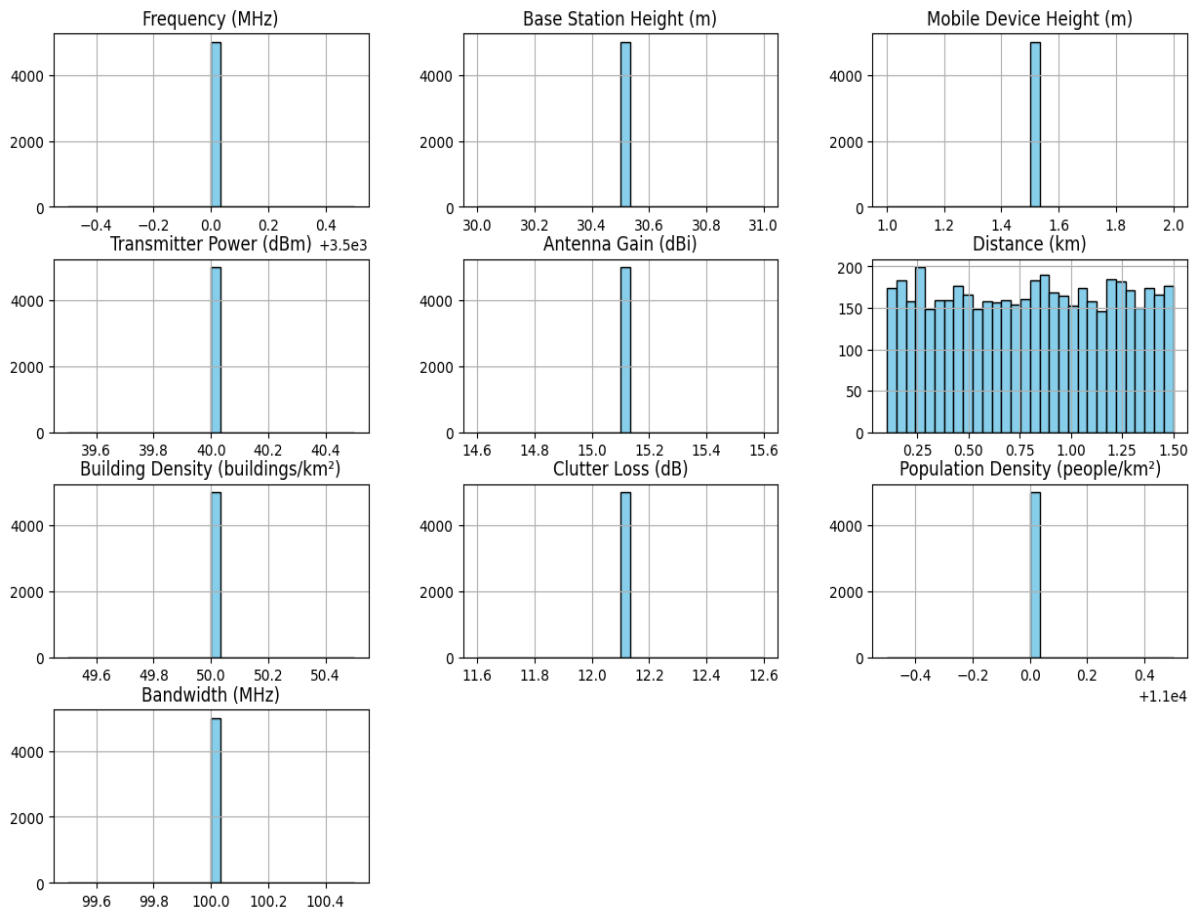 Frequency (MHz)
4000
2000
0
−0.4 −0.2 0.0 0.2 0.4
+3.5e3
Base Station Height (m)
4000
2000
0
30.0 30.2 30.4 30.6 30.8 31.0
Mobile Device Height (m)
4000
2000
0
1.0 1.2 1.4 1.6 1.8 2.0
Transmitter Power (dBm)
4000
2000
0
39.6 39.8 40.0 40.2 40.4
Antenna Gain (dBi)
4000
2000
0
14.6 14.8 15.0 15.2 15.4 15.6
Distance (km)
200
150
100
50
0
0.25 0.50 0.75 1.00 1.25 1.50
Building Density (buildings/km²)
4000
2000
0
49.6 49.8 50.0 50.2 50.4
Clutter Loss (dB)
4000
2000
0
11.6 11.8 12.0 12.2 12.4 12.6
Population Density (people/km²)
4000
2000
0
−0.4 −0.2 0.0 0.2 0.4
+1.1e4
Bandwidth (MHz)
4000
2000
0
99.6 99.8 100.0 100.2 100.4